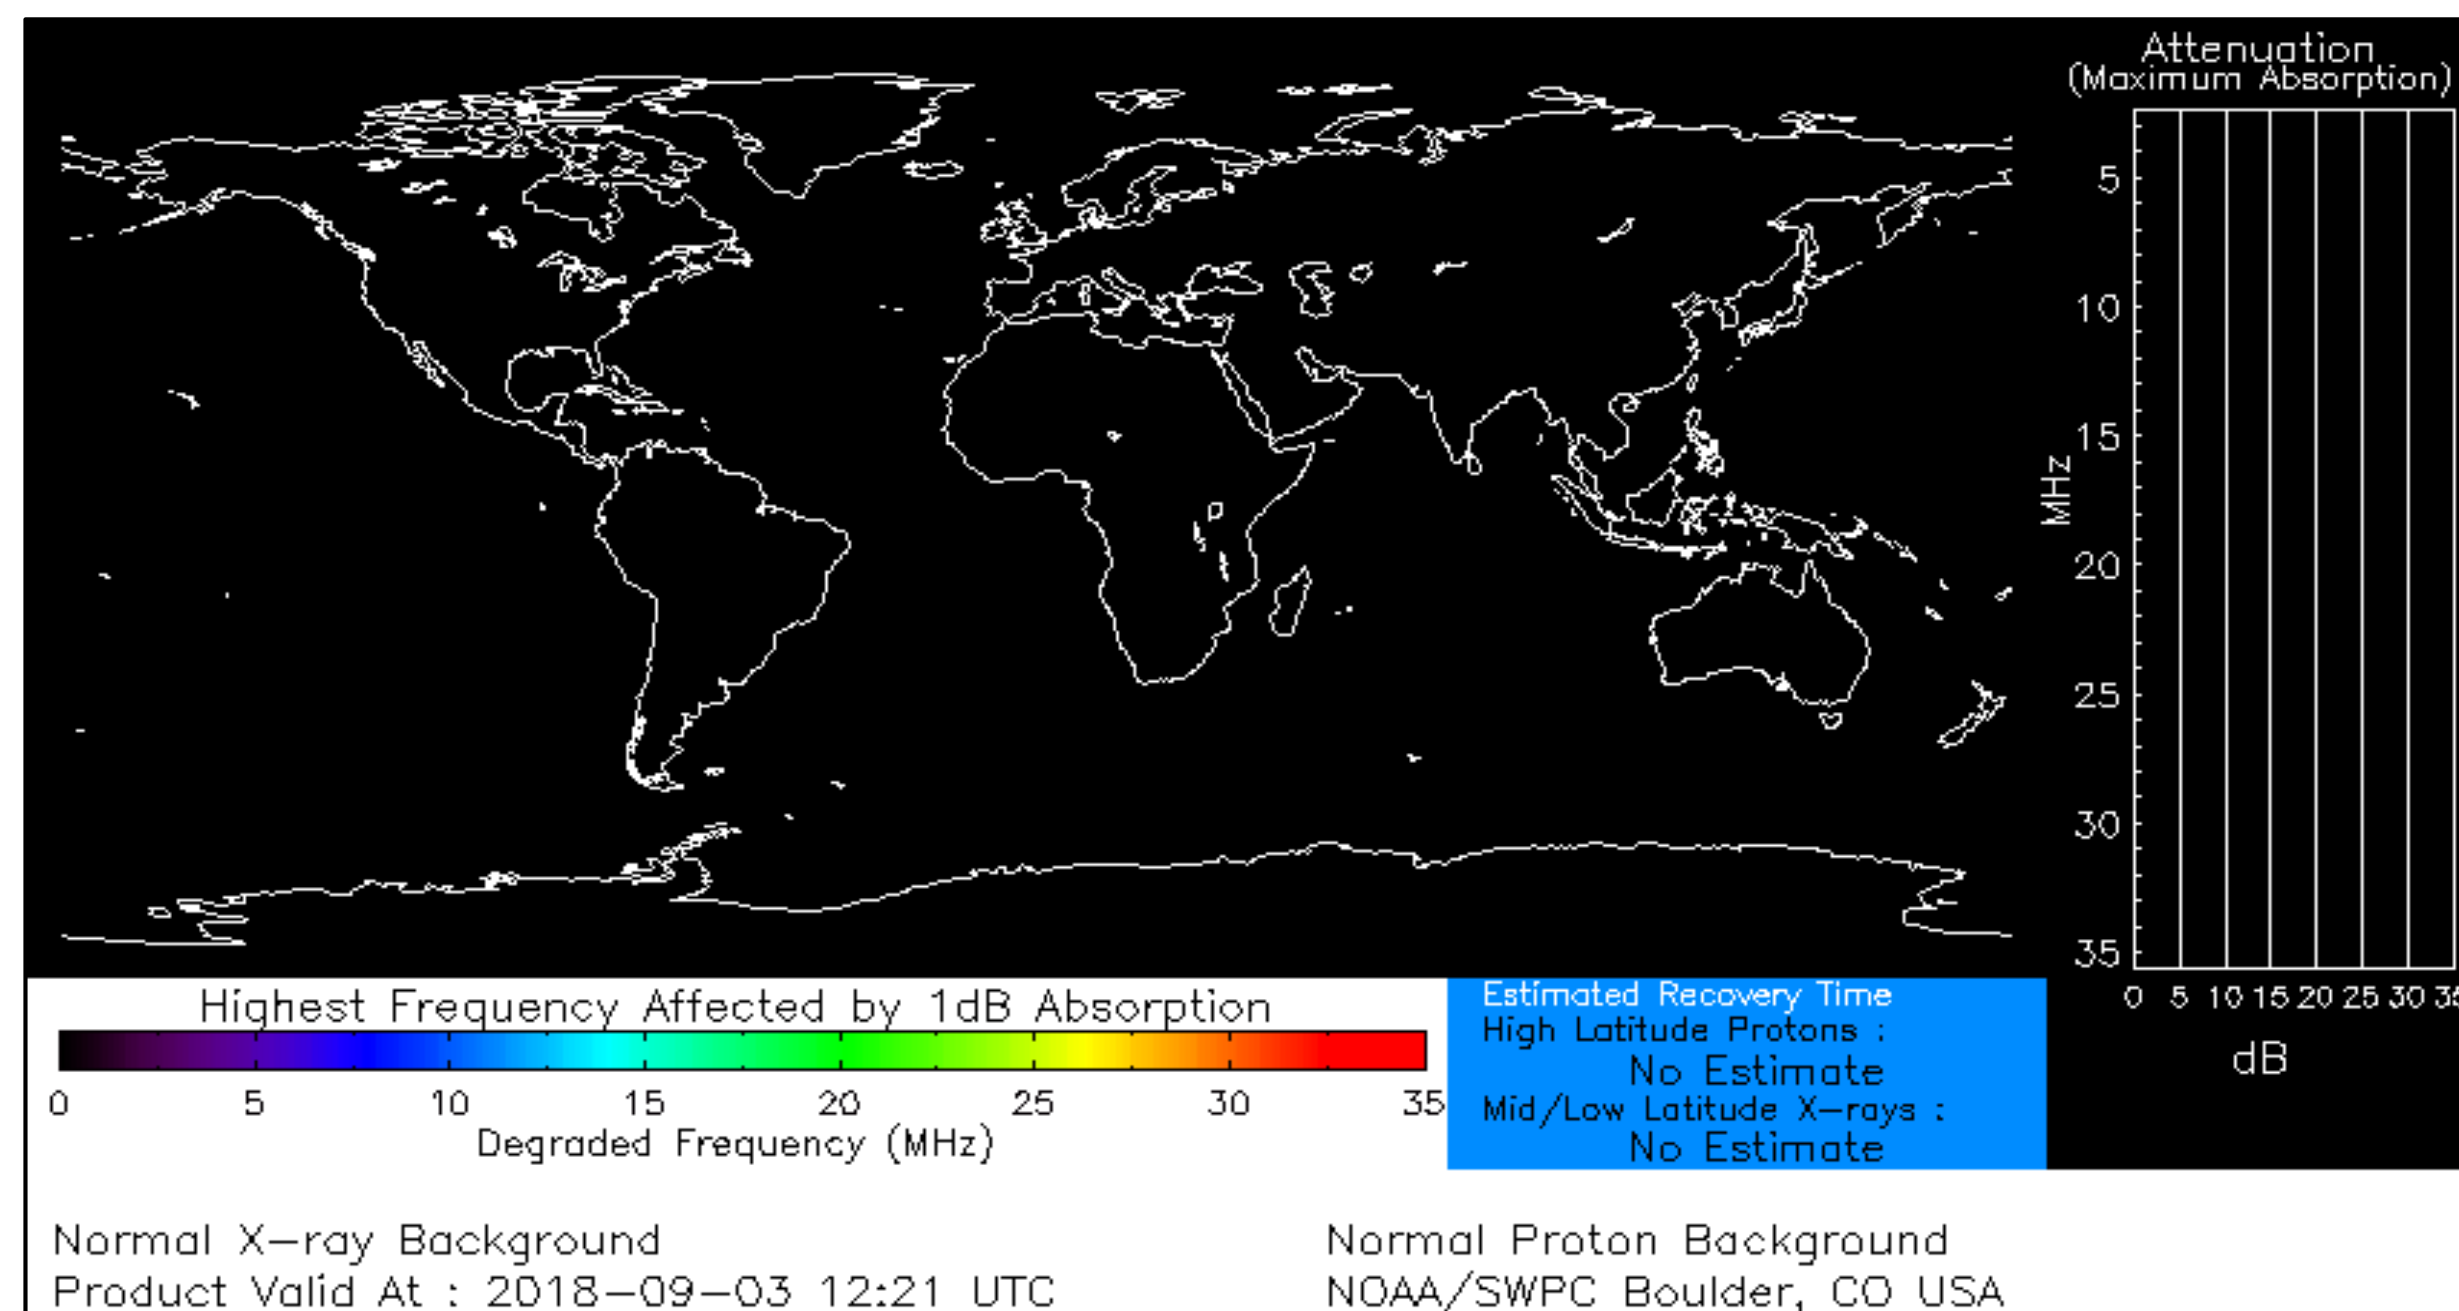 Attenuation
(Maximum Absorption)
5
10
15
20
25
30
35
MHz
0 5 10 15 20 25 30
dB
Highest Frequency Affected by 1dB Absorption
0 5 10 15 20 25 30 35
Degraded Frequency (MHz)
Estimated Recovery Time
High Latitude Protons :
No Estimate
Mid/Low Latitude X-rays :
No Estimate
Normal X-ray Background
Normal Proton Background
Product Valid At : 2018-09-03 12:21 UTC
NOAA/SWPC Boulder, CO USA